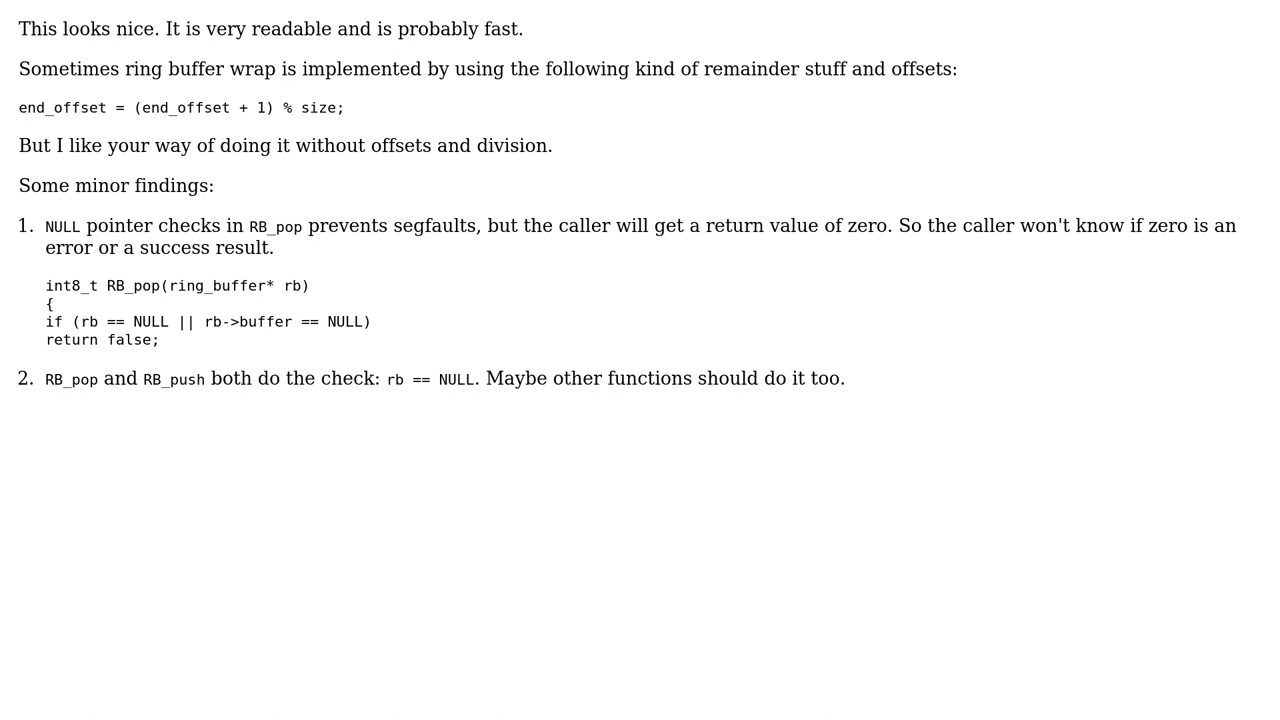 This looks nice. It is very readable and is probably fast.
Sometimes ring buffer wrap is implemented by using the following kind of remainder stuff and offsets:
end_offset = (end_offset + 1) % size;
But I like your way of doing it without offsets and division.
Some minor findings:
1. NULL pointer checks in RB_pop prevents segfaults, but the caller will get a return value of zero. So the caller won't know if zero is an
error or a success result.
int8_t RB_pop(ring_buffer* rb)
{
if (rb == NULL || rb->buffer == NULL)
return false;
2. RB_pop and RB_push both do the check: rb == NULL. Maybe other functions should do it too.